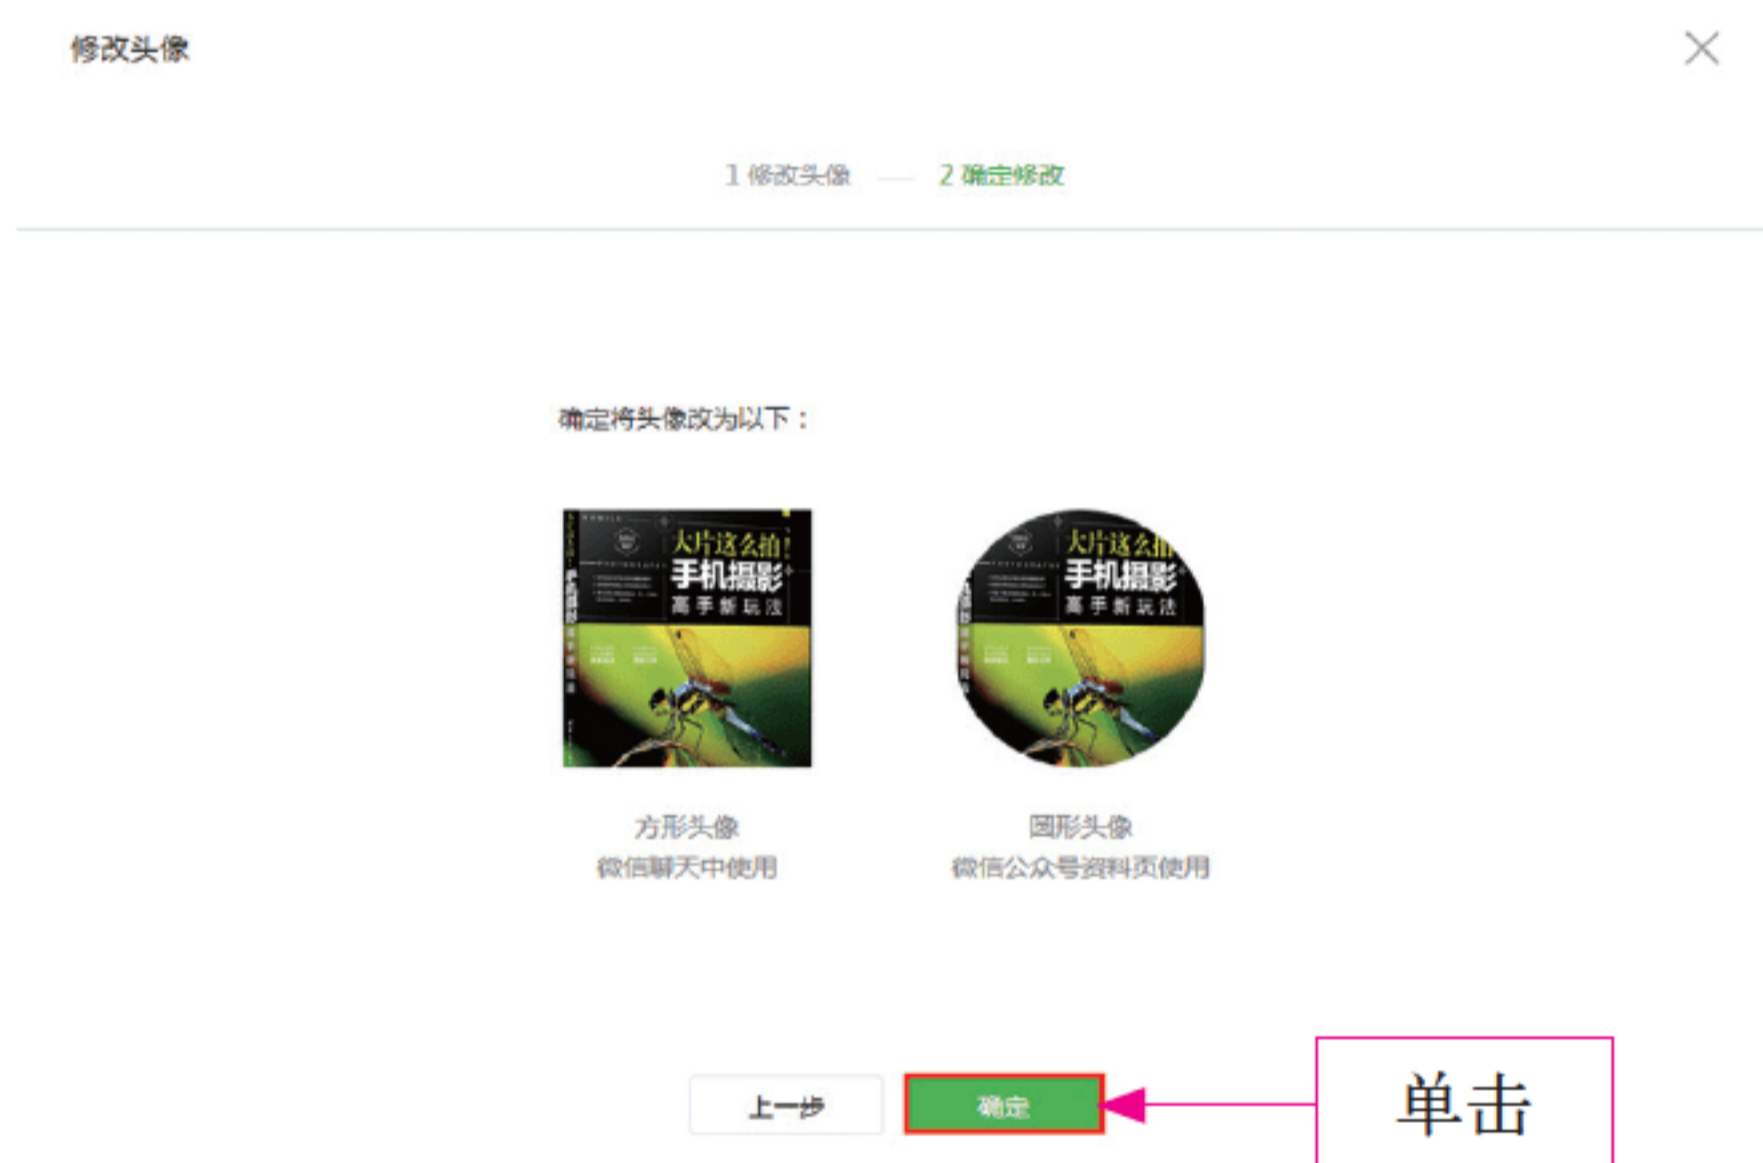 修改头像
1 修改头像 — 2 确定修改
确定将头像改为以下：
大片这么拍!
手机摄影
高手新玩法
大片这么拍
手机摄影
高手新玩法
方形头像
微信聊天中使用
圆形头像
微信公众号资料页使用
上一步
确定
单击